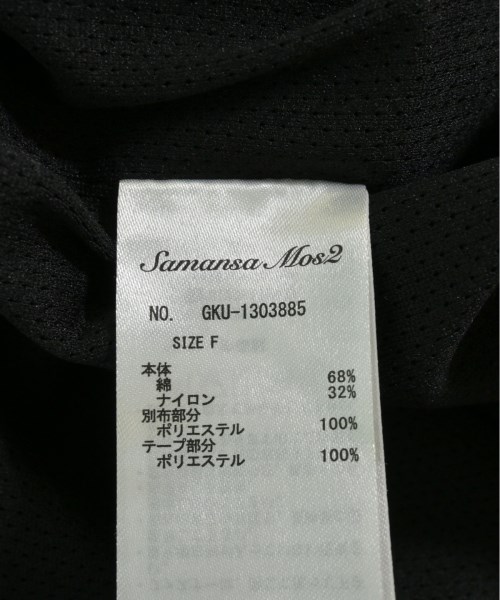 Samansa Mos2
NO. GKU-1303885
SIZE F
本体
綿 68%
ナイロン 32%
別布部分
ポリエステル 100%
テープ部分
ポリエステル 100%